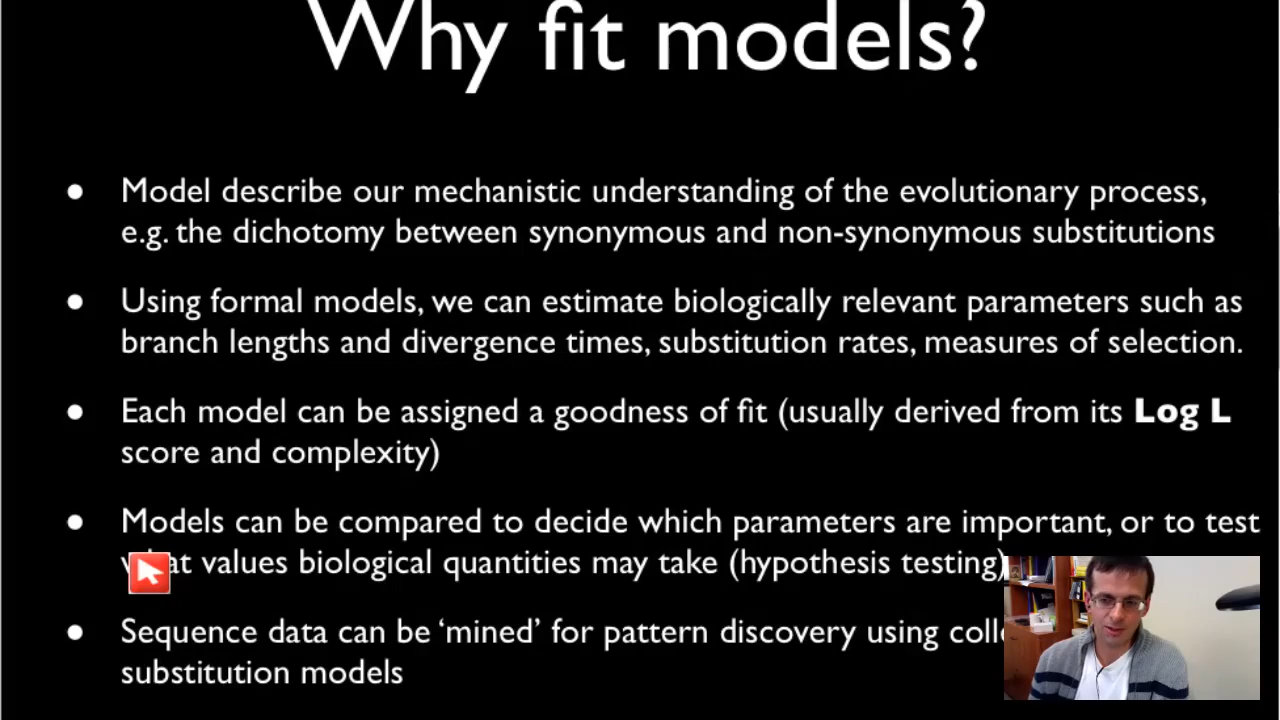 Why fit models?
● Model describe our mechanistic understanding of the evolutionary process,
e.g. the dichotomy between synonymous and non-synonymous substitutions
● Using formal models, we can estimate biologically relevant parameters such as
branch lengths and divergence times, substitution rates, measures of selection.
● Each model can be assigned a goodness of fit (usually derived from its Log L
score and complexity)
● Models can be compared to decide which parameters are important, or to test
what values biological quantities may take (hypothesis testing)
● Sequence data can be ‘mined’ for pattern discovery using
substitution models